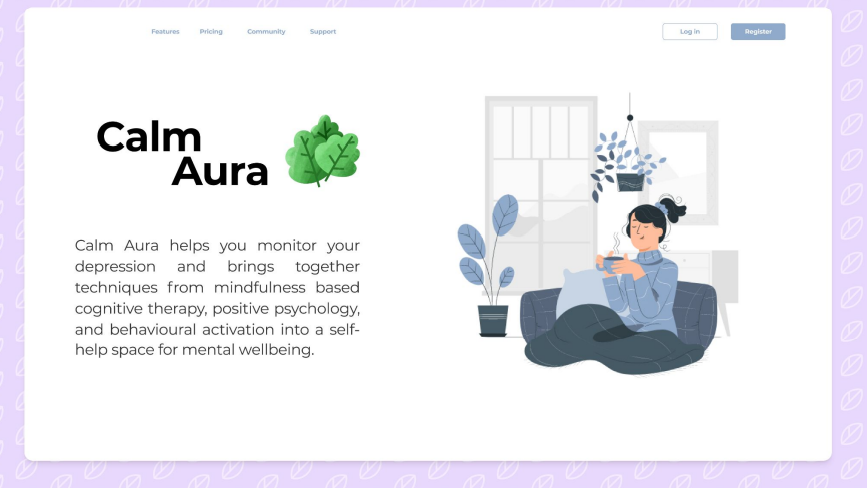 Features Pricing Community Support Log in Register
Calm
Aura
Calm Aura helps you monitor your
depression and brings together
techniques from mindfulness based
cognitive therapy, positive psychology,
and behavioural activation into a self-
help space for mental wellbeing.